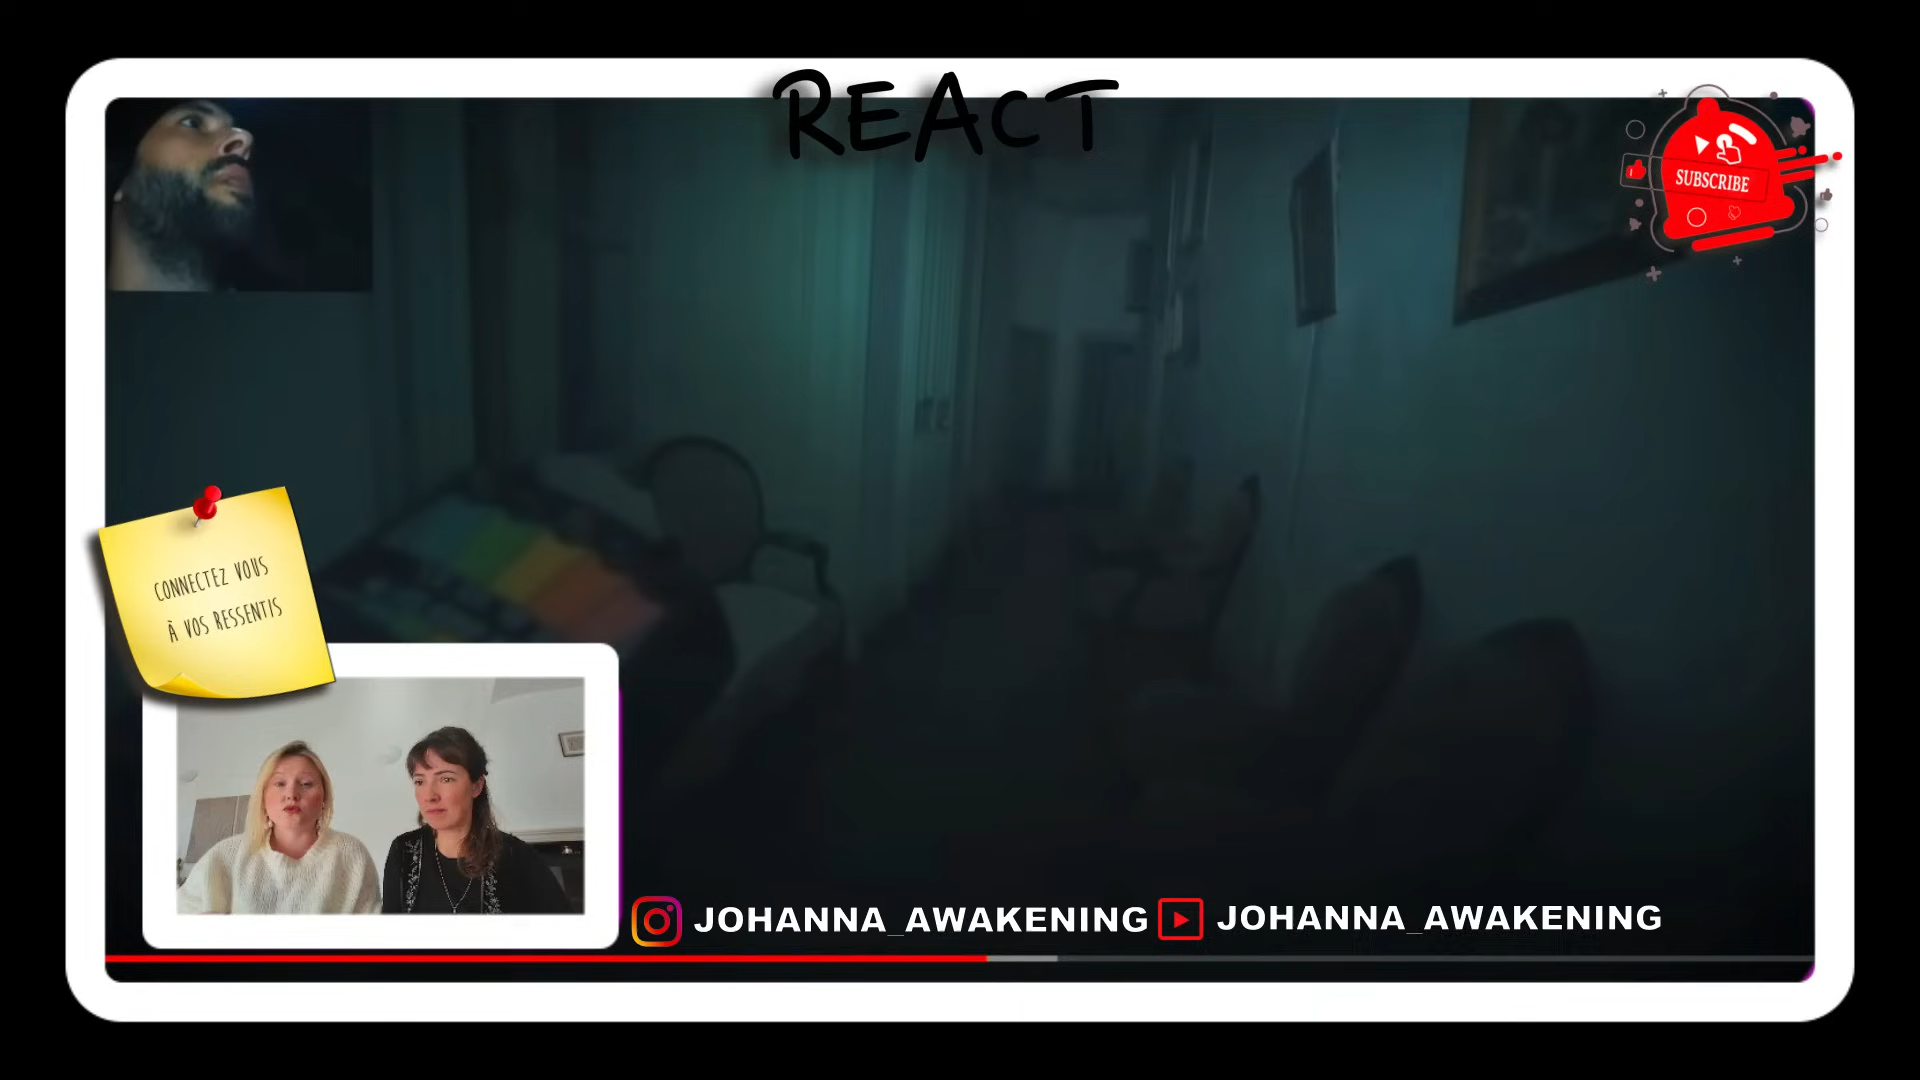 REACT
SUBSCRIBE
CONNECTEZ VOUS
À VOS RESSENTIS
JOHANNA_AWAKENING
JOHANNA_AWAKENING